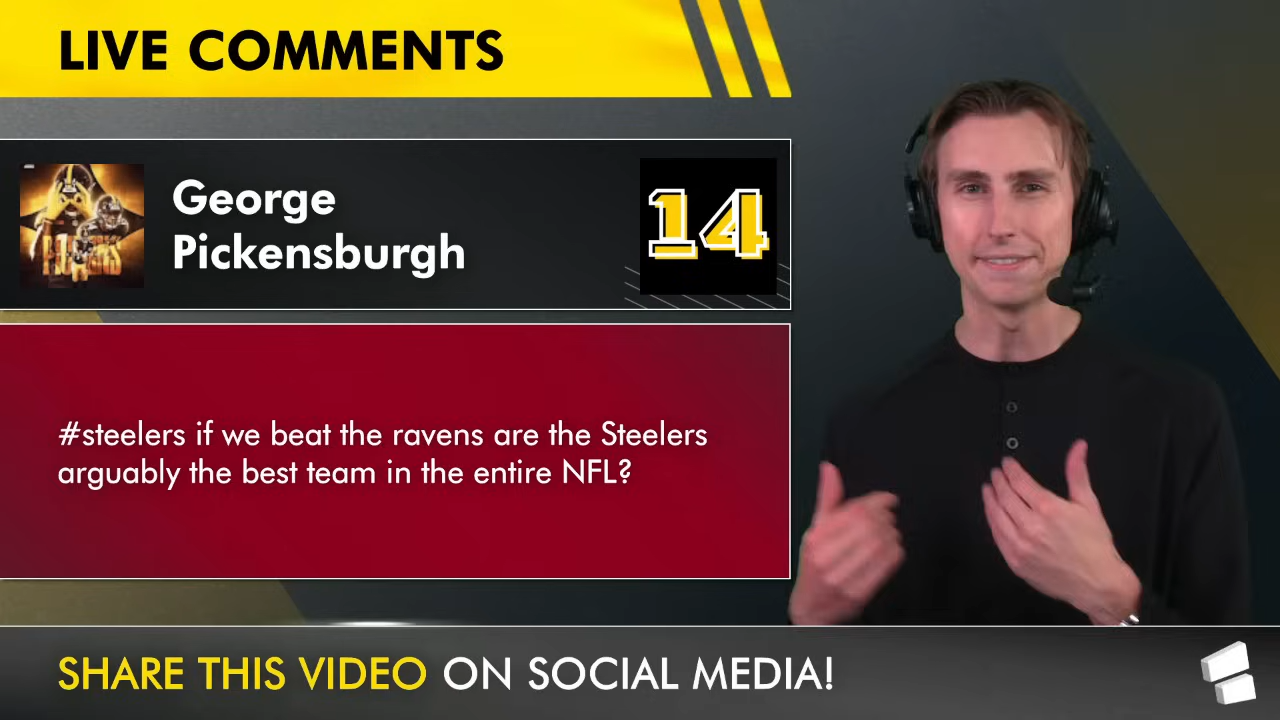 LIVE COMMENTS
George
Pickensburgh
14
#steelers if we beat the ravens are the Steelers
arguably the best team in the entire NFL?
SHARE THIS VIDEO ON SOCIAL MEDIA!